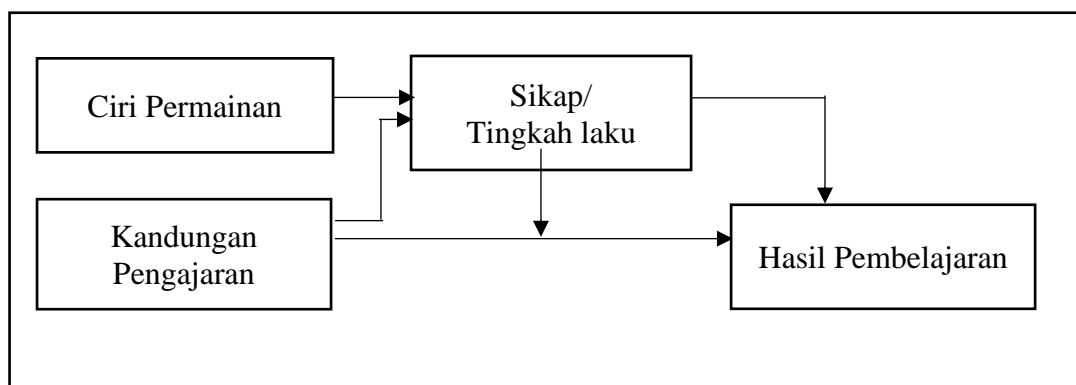 Ciri Permainan
Sikap/
Tingkah laku
Kandungan
Pengajaran
Hasil Pembelajaran